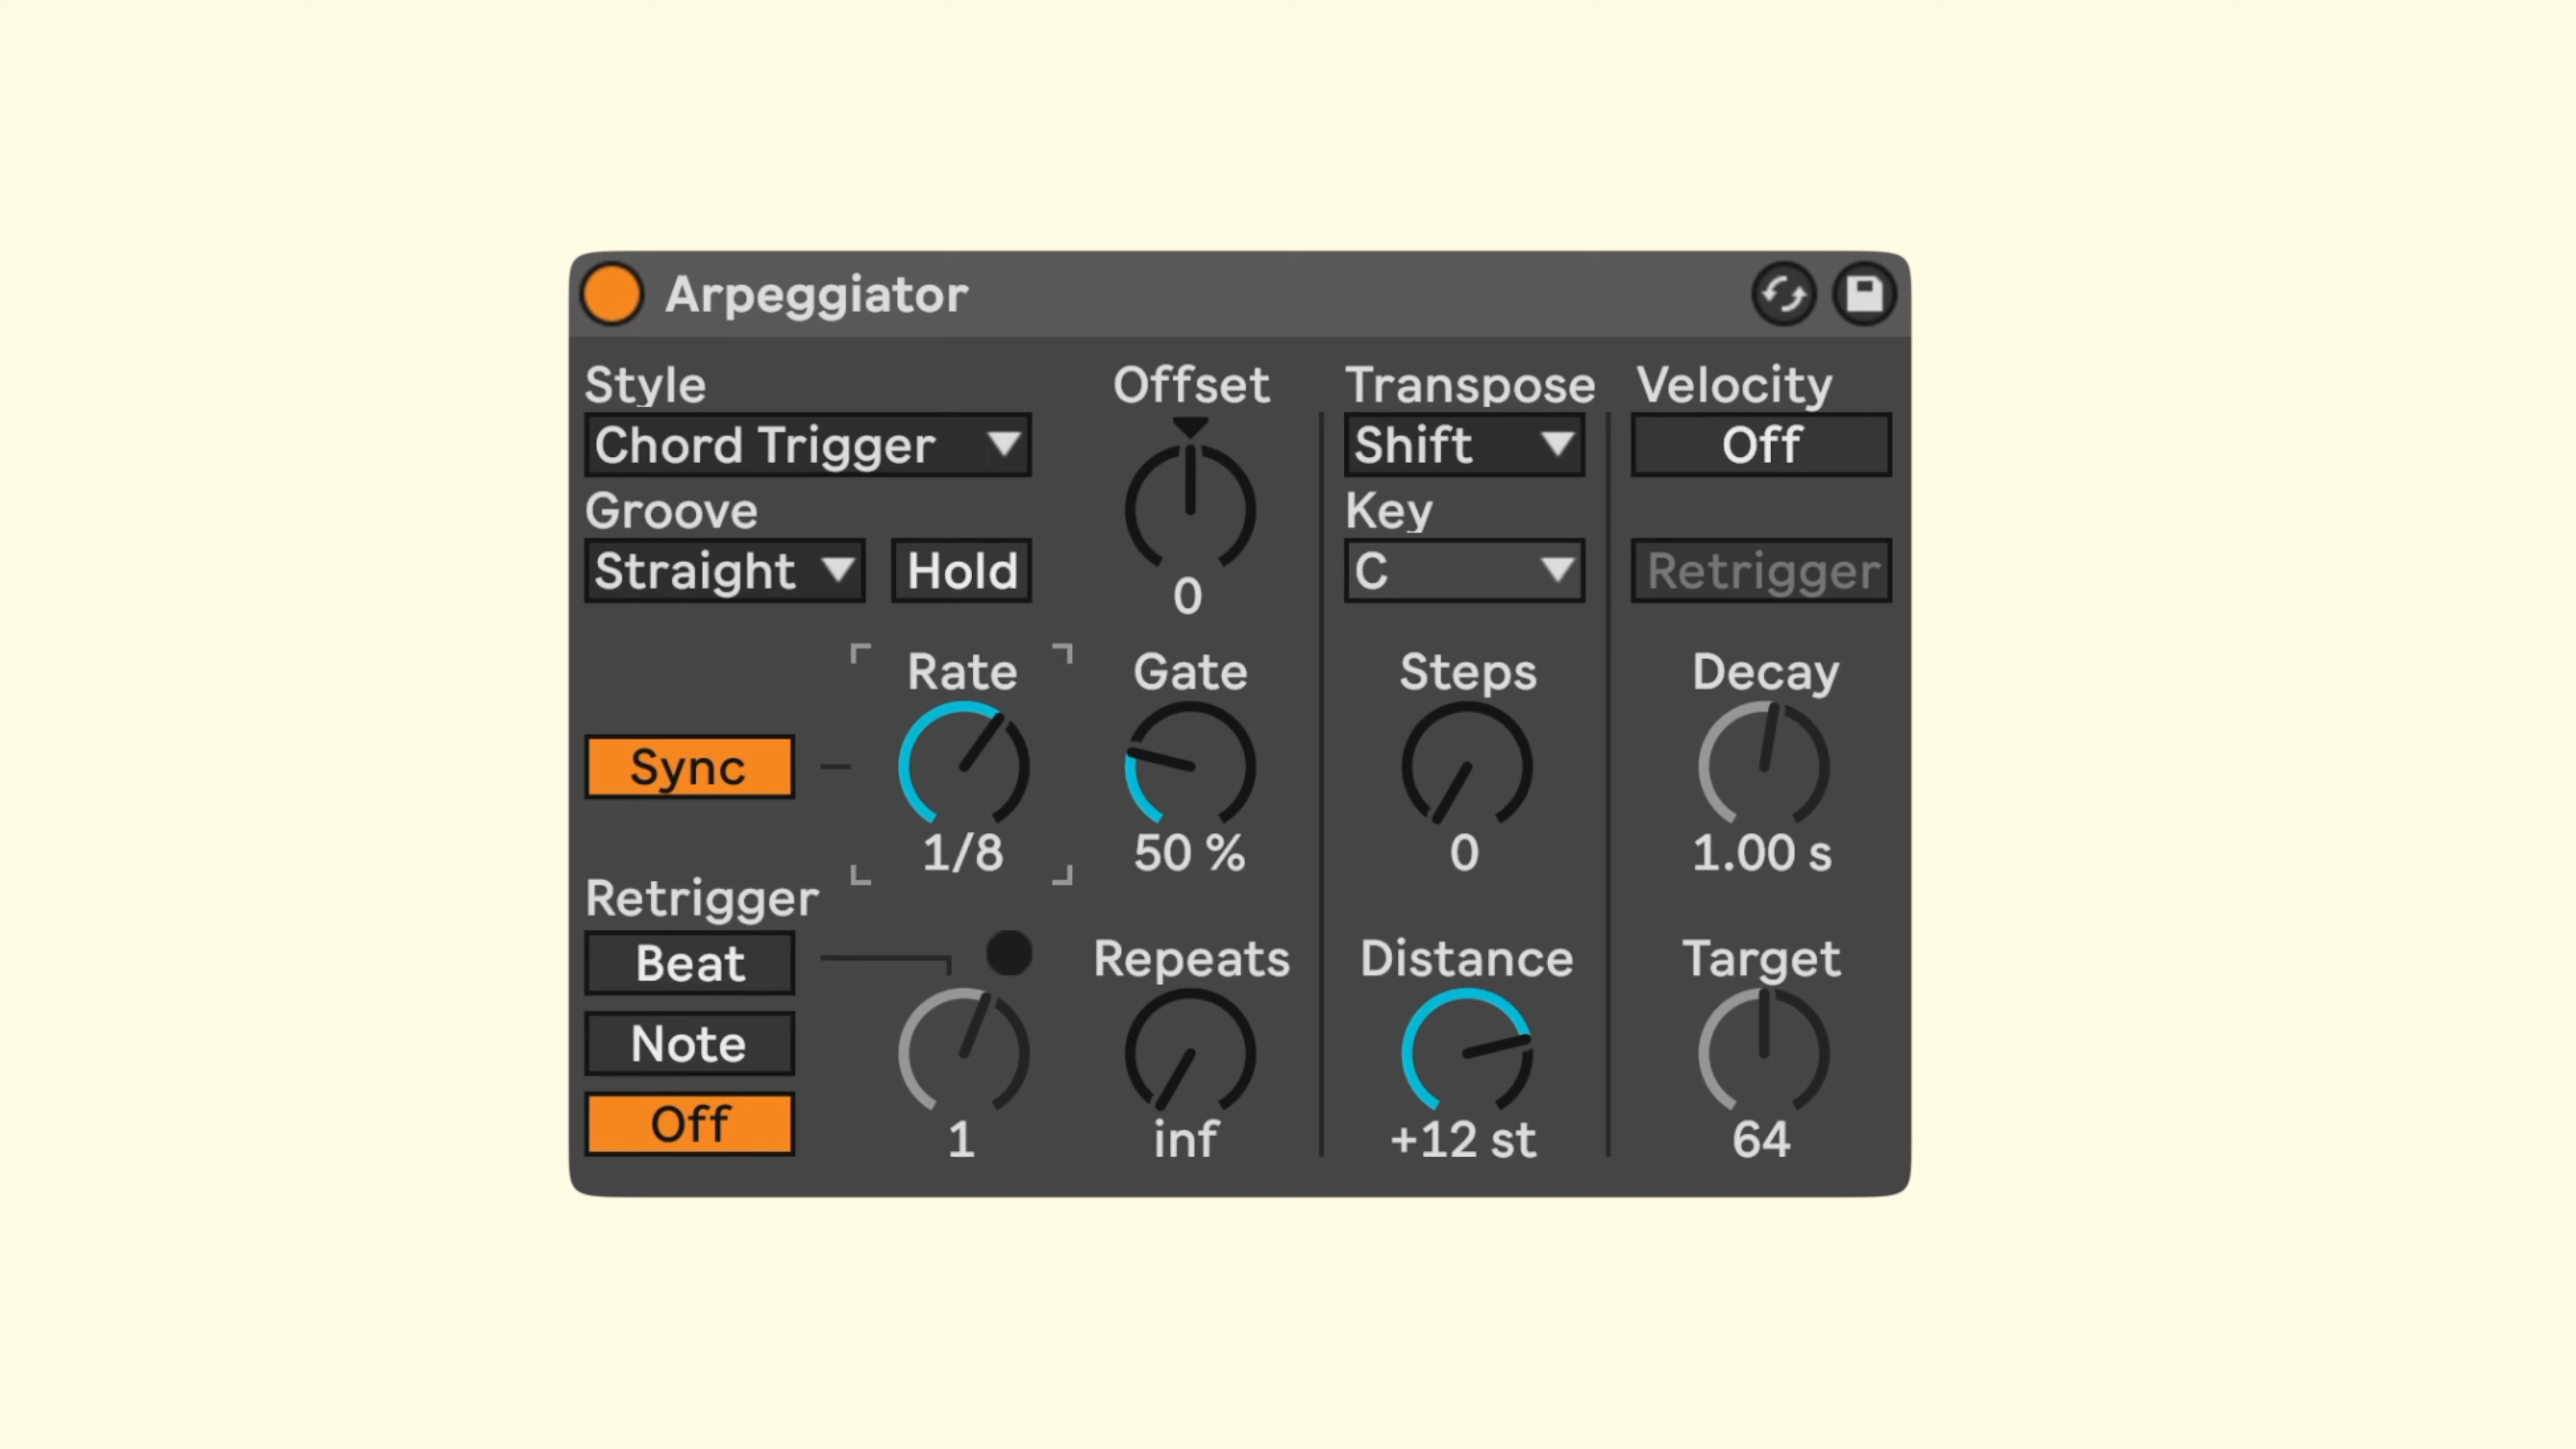 Arpeggiator
Style
Chord Trigger
Groove
Straight
Hold
Offset
0
Transpose
Shift
Key
C
Velocity
Off
Retrigger
Sync
Rate
1/8
Gate
50 %
Steps
0
Decay
1.00 s
Retrigger
Beat
Note
Off
1
Repeats
inf
Distance
+12 st
Target
64